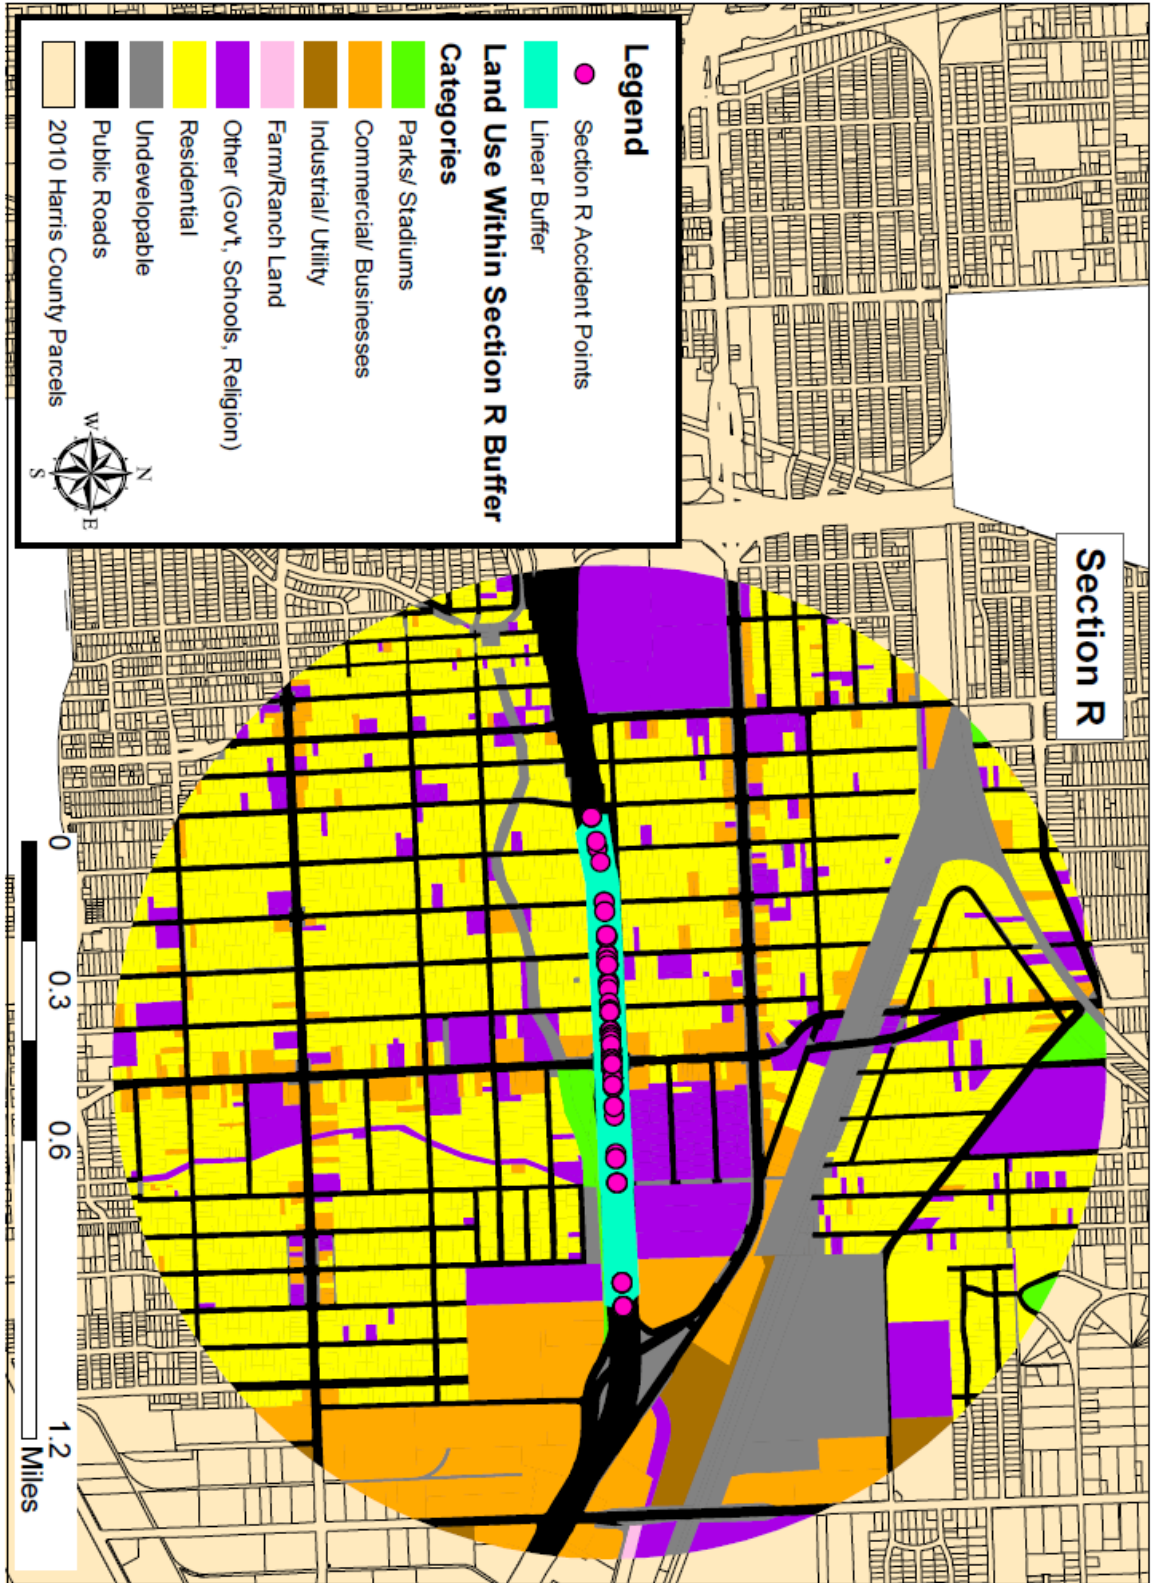 Section R
Legend
Section R Accident Points
Linear Buffer
Land Use Within Section R Buffer
Categories
Parks/ Stadiums
Commercial/ Businesses
Industrial/ Utility
Farm/Ranch Land
Other (Gov't, Schools, Religion)
Residential
Undevelopable
Public Roads
2010 Harris County Parcels
N
W
E
S
0 0.3 0.6 1.2
Miles